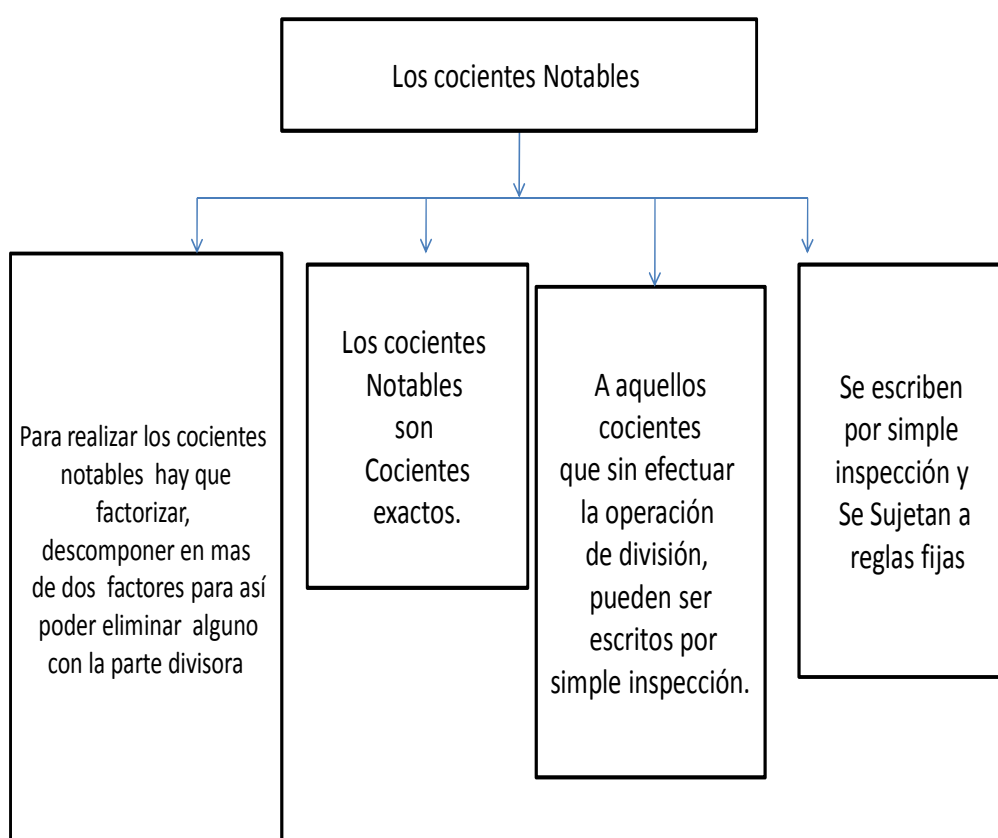 Los cocientes Notables
Para realizar los cocientes
notables hay que
factorizar,
descomponer en mas
de dos factores para así
poder eliminar alguno
con la parte divisora
Los cocientes
Notables
son
Cocientes
exactos.
A aquellos
cocientes
que sin efectuar
la operación
de división,
pueden ser
escritos por
simple inspección.
Se escriben
por simple
inspección y
Se Sujetan a
reglas fijas